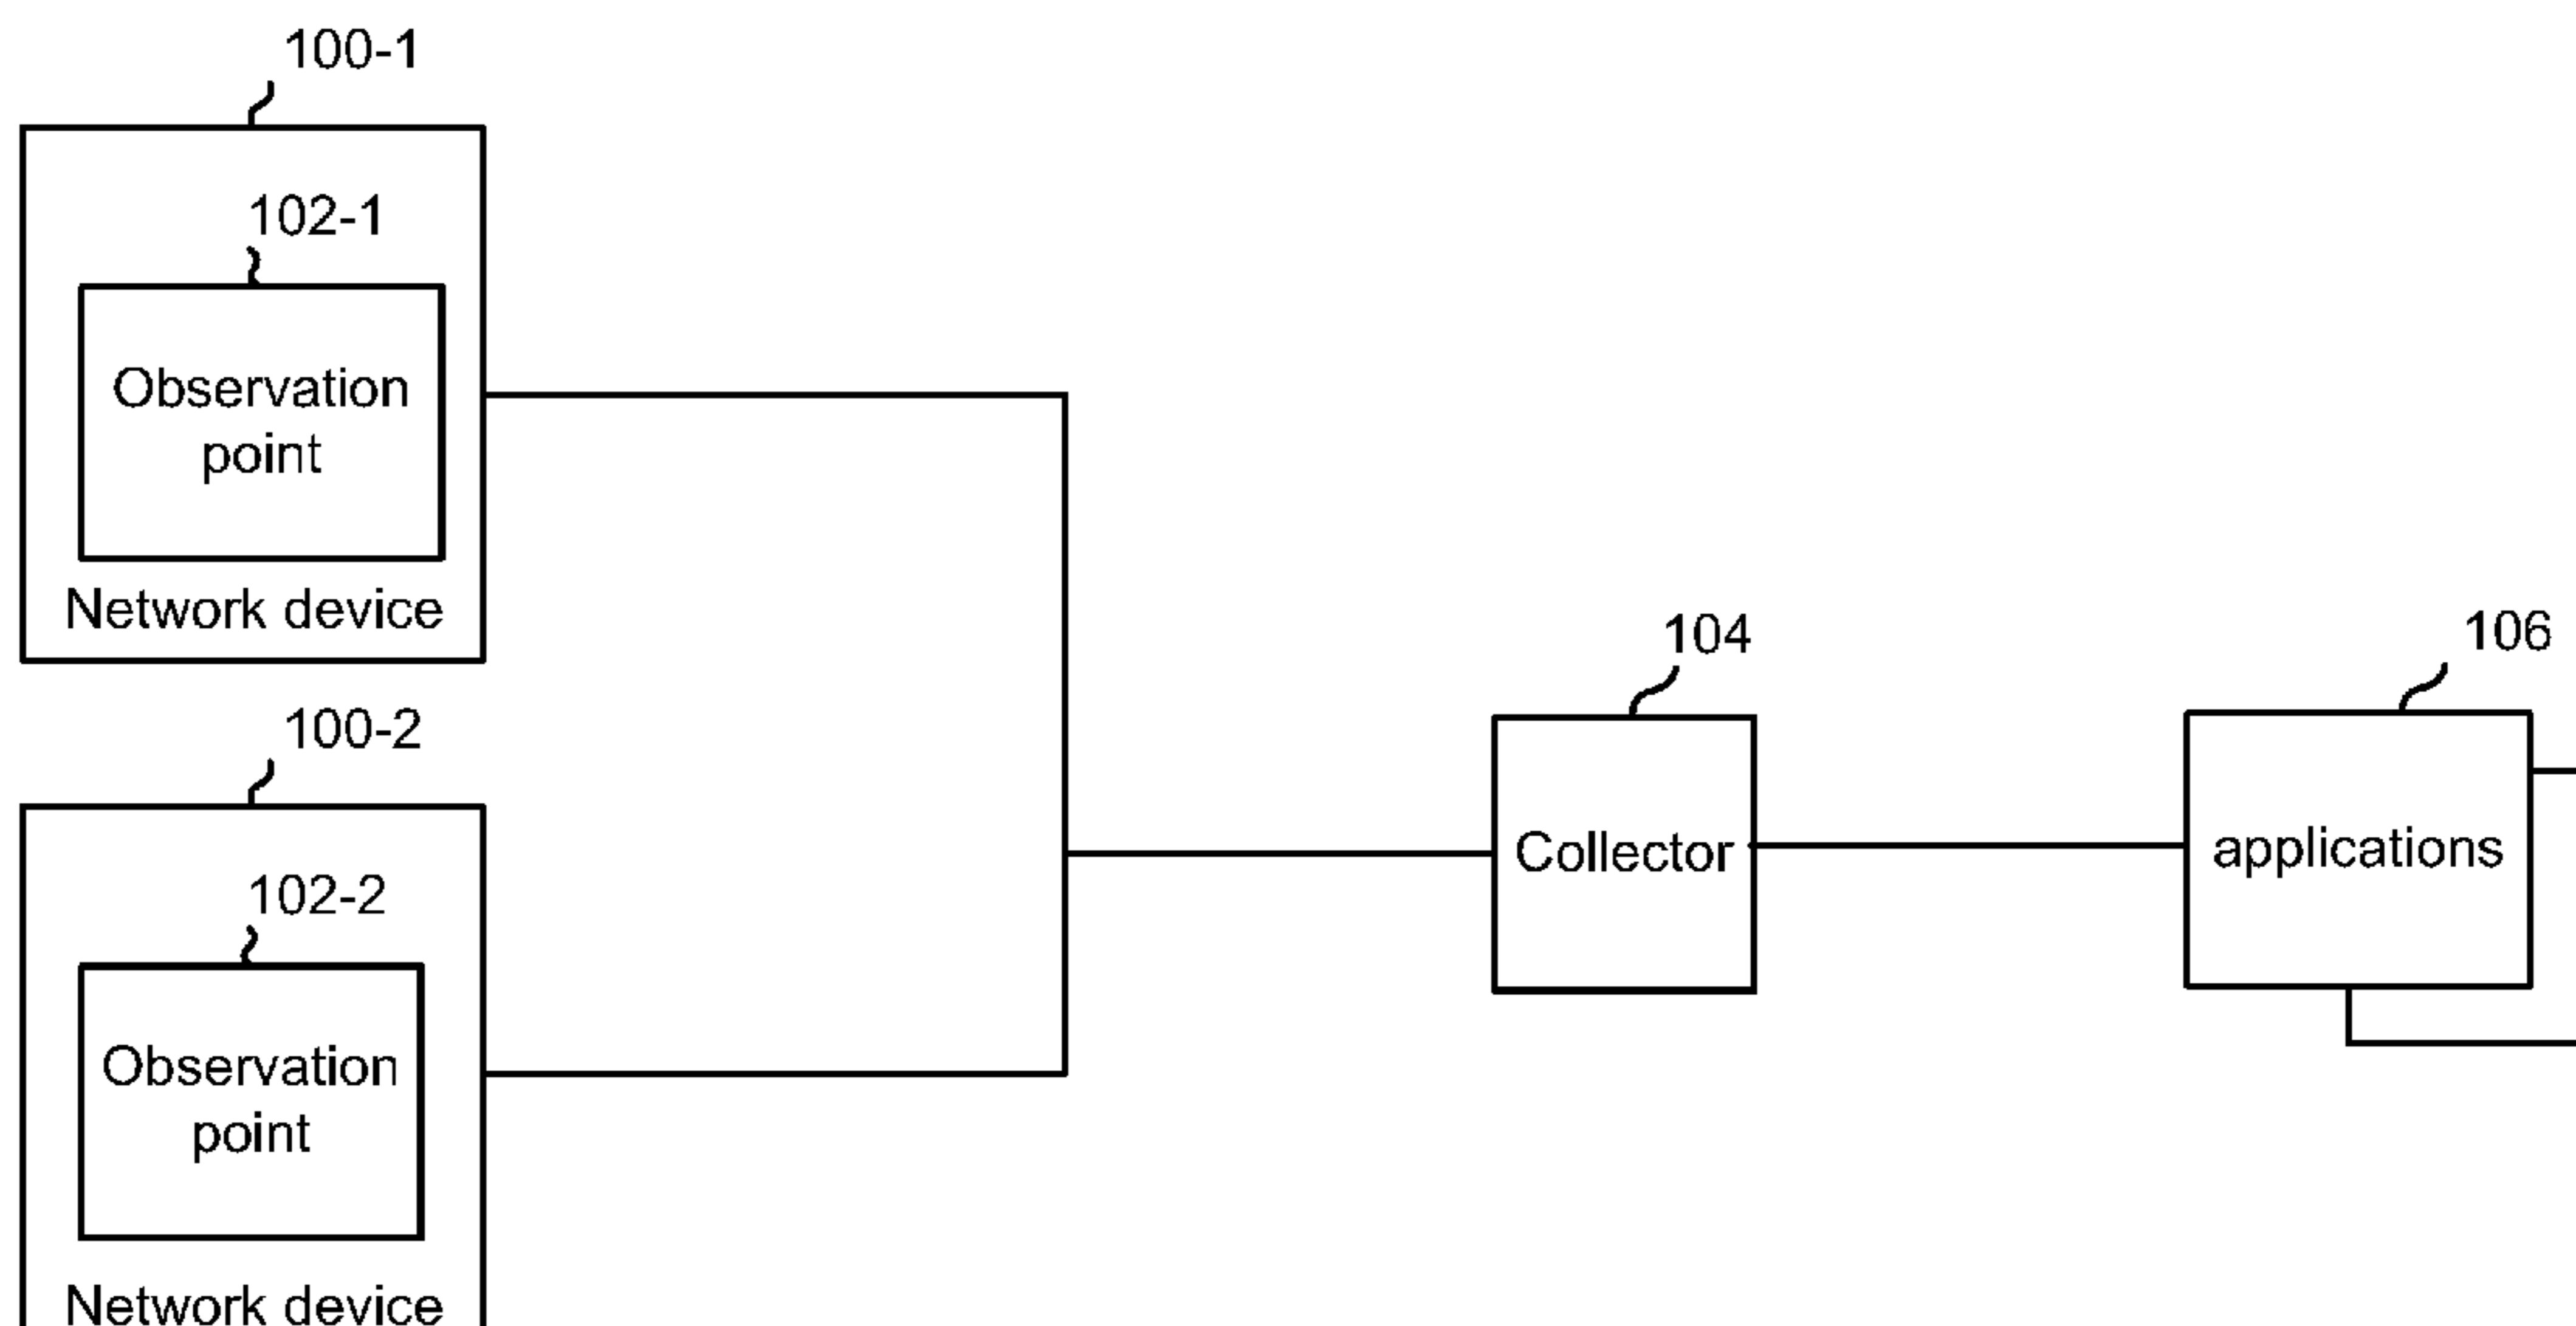 100-1
102-1
Observation
point
Network device
100-2
102-2
Observation
point
Network device
104
Collector
106
applications